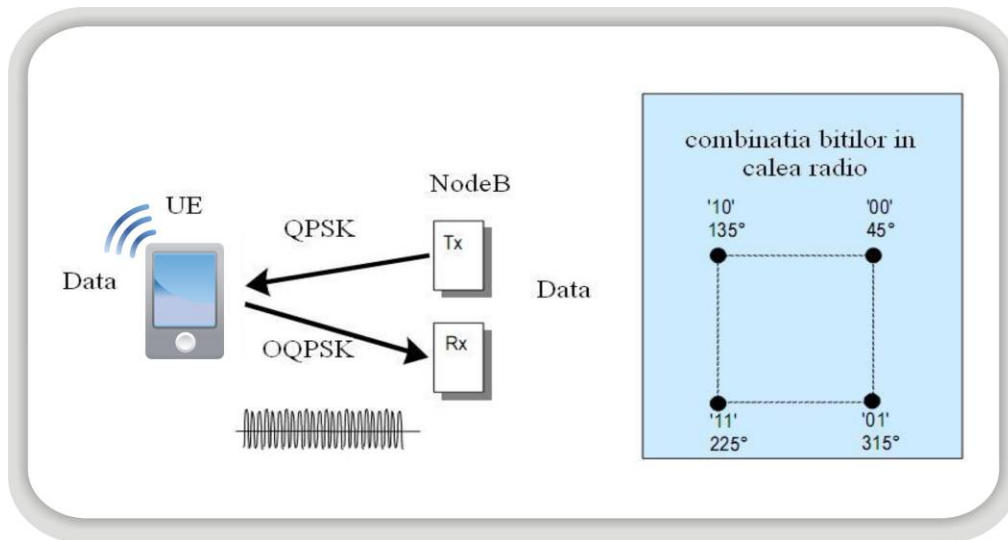 UE
Data
QPSK
OQPSK
NodeB
Tx
Rx
Data
combinatia bitilor in
calea radio
'10'
135°
'00'
45°
'11'
225°
'01'
315°